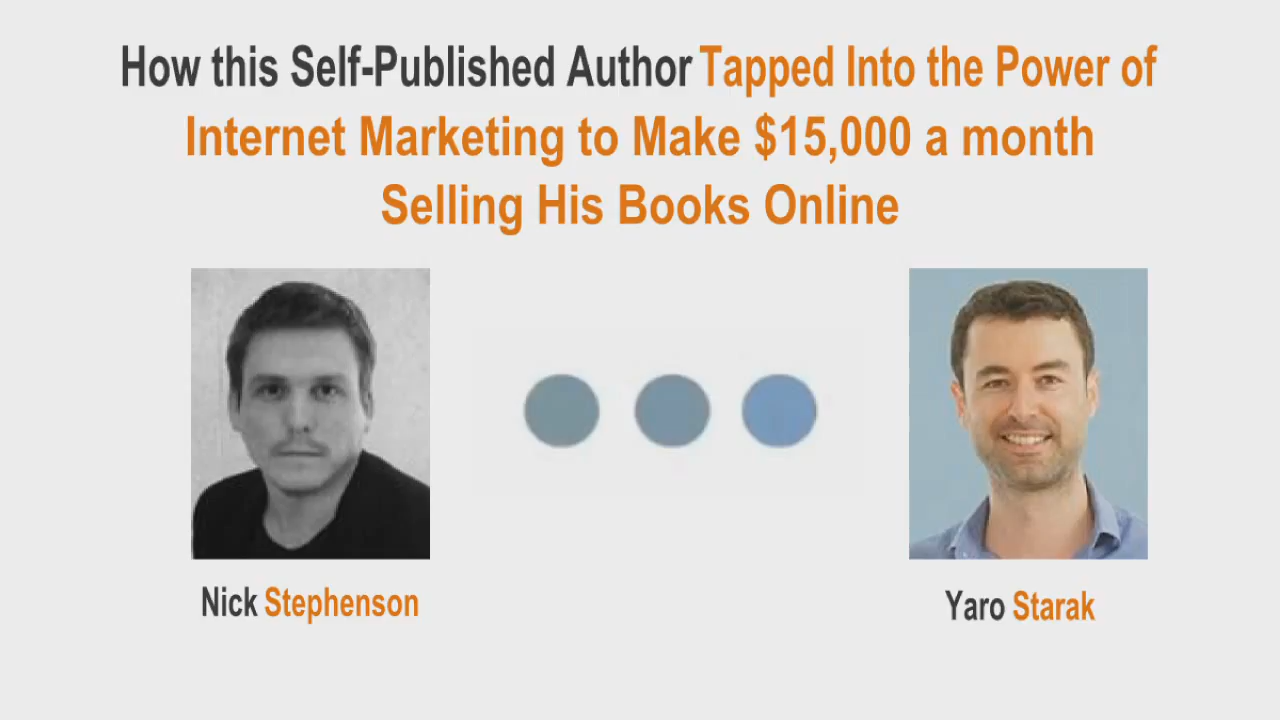 How this Self-Published Author Tapped Into the Power of
Internet Marketing to Make $15,000 a month
Selling His Books Online
Nick Stephenson
Yaro Starak